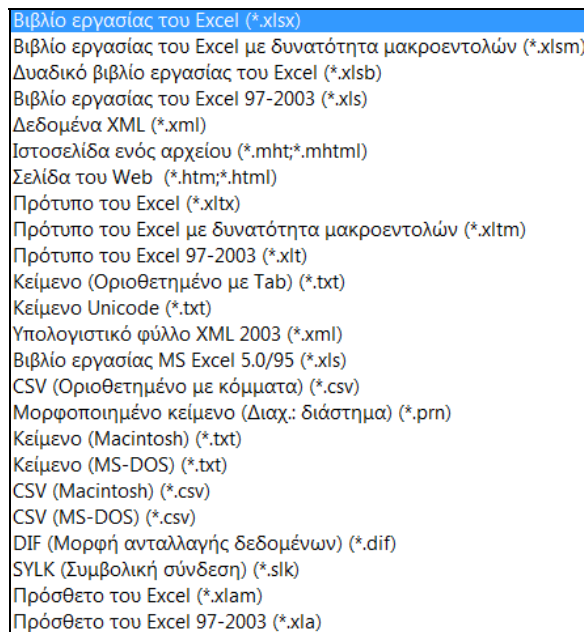 Βιβλίο εργασίας του Excel (*.xlsx)
Βιβλίο εργασίας του Excel με δυνατότητα μακροεντολών (*.xlsm)
Δυαδικό βιβλίο εργασίας του Excel (*.xlsb)
Βιβλίο εργασίας του Excel 97-2003 (*.xls)
Δεδομένα XML (*.xml)
Ιστοσελίδα ενός αρχείου (*.mht;*.mhtml)
Σελίδα του Web  (*.htm;*.html)
Πρότυπο του Excel (*.xltx)
Πρότυπο του Excel με δυνατότητα μακροεντολών (*.xltm)
Πρότυπο του Excel 97-2003 (*.xlt)
Κείμενο (Οριοθετημένο με Tab) (*.txt)
Κείμενο Unicode (*.txt)
Υπολογιστικό φύλλο XML 2003 (*.xml)
Βιβλίο εργασίας MS Excel 5.0/95 (*.xls)
CSV (Οριοθετημένο με κόμματα) (*.csv)
Μορφοποιημένο κείμενο (Διαχ.: διάστημα) (*.prn)
Κείμενο (Macintosh) (*.txt)
Κείμενο (MS-DOS) (*.txt)
CSV (Macintosh) (*.csv)
CSV (MS-DOS) (*.csv)
DIF (Μορφή ανταλλαγής δεδομένων) (*.dif)
SYLK (Συμβολική σύνδεση) (*.slk)
Πρόσθετο του Excel (*.xlam)
Πρόσθετο του Excel 97-2003 (*.xla)